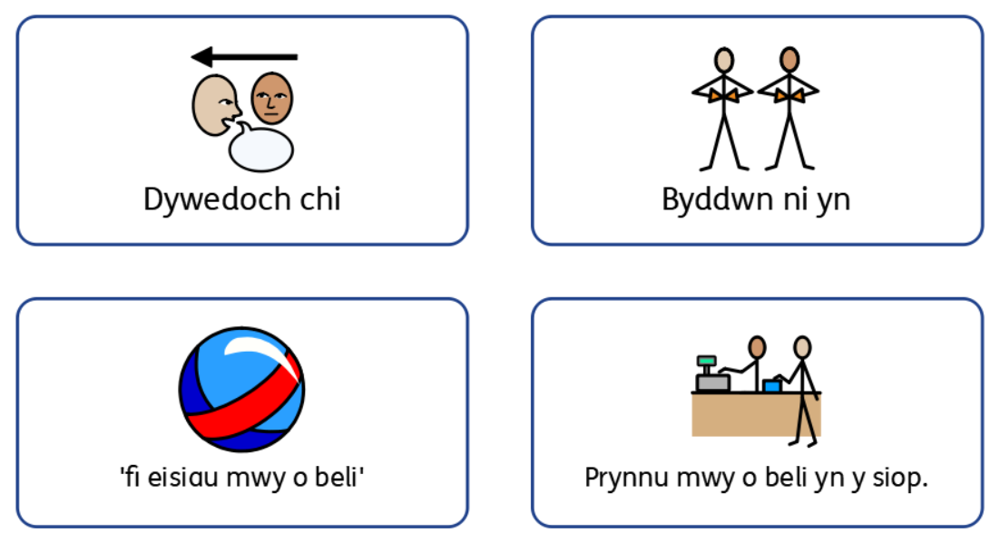 Dywedoch chi
Byddwn ni yn
'fi eisiau mwy o beli'
Prynnu mwy o beli yn y siop.